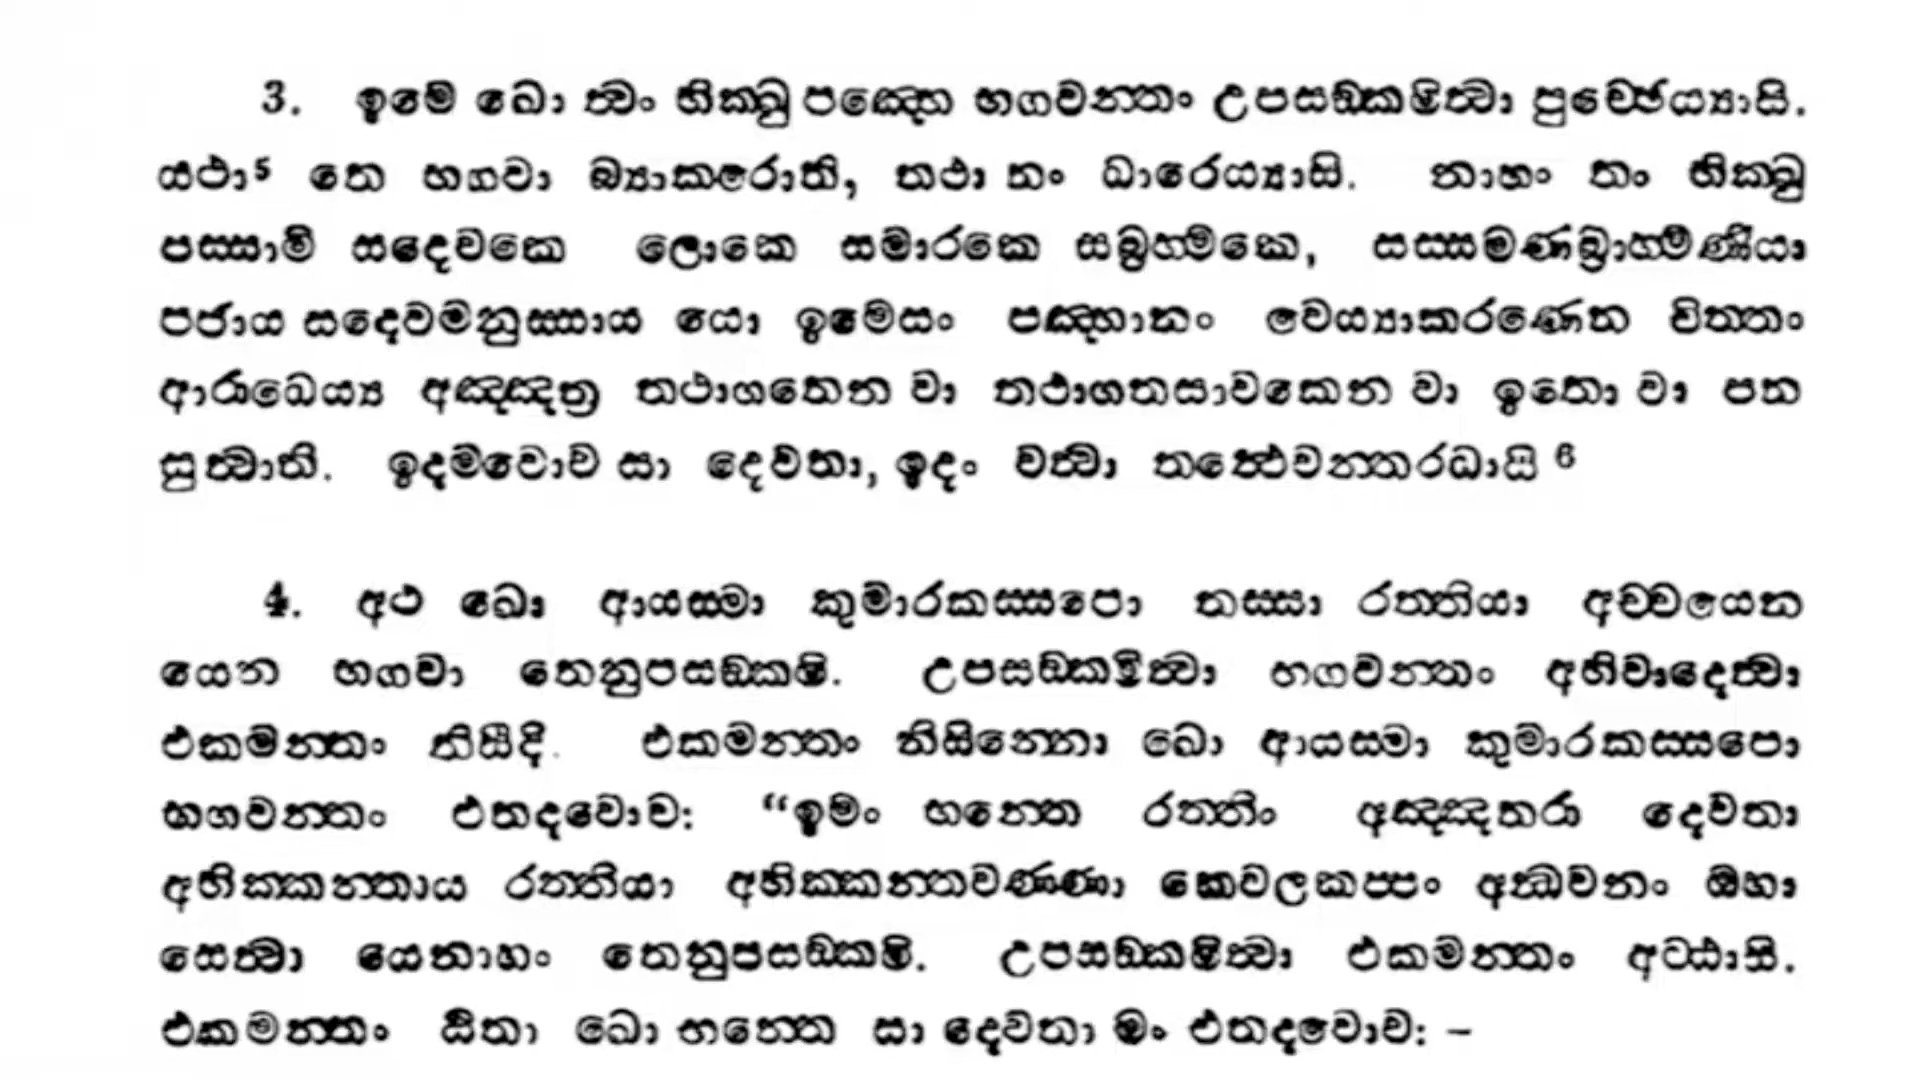 3. ඉමෙ ඛො ත්වං භික්ඛු පඤ්හෙ භගවන්තං උපසඞ්කමිත්වා පුච්ඡෙය්‍යාසි.
යථා⁵ තෙ භගවා බ්‍යාකරොති, තථා නං ධාරෙය්‍යාසි. නාහං තං භික්ඛු
පස්සාමි සදෙවකෙ ලොකෙ සමාරකෙ සබ්‍රහ්මකෙ, සස්සමණබ්‍රාහ්මණියා
පජාය සදෙවමනුස්සාය යො ඉමෙසං පඤ්හානං වෙය්‍යාකරණෙන චිත්තං
ආරාධෙය්‍ය අඤ්ඤත්‍ර තථාගතෙන වා තථාගතසාවකෙන වා ඉතො වා පන
සුත්වාති. ඉදමවොච සා දෙවතා, ඉදං වත්වා තත්ථෙවන්තරධායි ⁶
4. අථ ඛො ආයස්මා කුමාරකස්සපො තස්සා රත්තියා අච්චයෙන
යෙන භගවා තෙනුපසඞ්කමි. උපසඞ්කමිත්වා භගවන්තං අභිවාදෙත්වා
එකමන්තං නිසීදි. එකමන්තං නිසින්නො ඛො ආයස්මා කුමාරකස්සපො
භගවන්තං එතදවොච: “ඉමං භන්තෙ රත්තිං අඤ්ඤතරා දෙවතා
අභික්කන්තාය රත්තියා අභික්කන්තවණ්ණා කෙවලකප්පං අන්ධවනං ඔභා
සෙත්වා යෙනාහං තෙනුපසඞ්කමි. උපසඞ්කමිත්වා එකමන්තං අට්ඨාසි.
එකමන්තං ඨිතා ඛො භන්තෙ සා දෙවතා මං එතදවොච: –